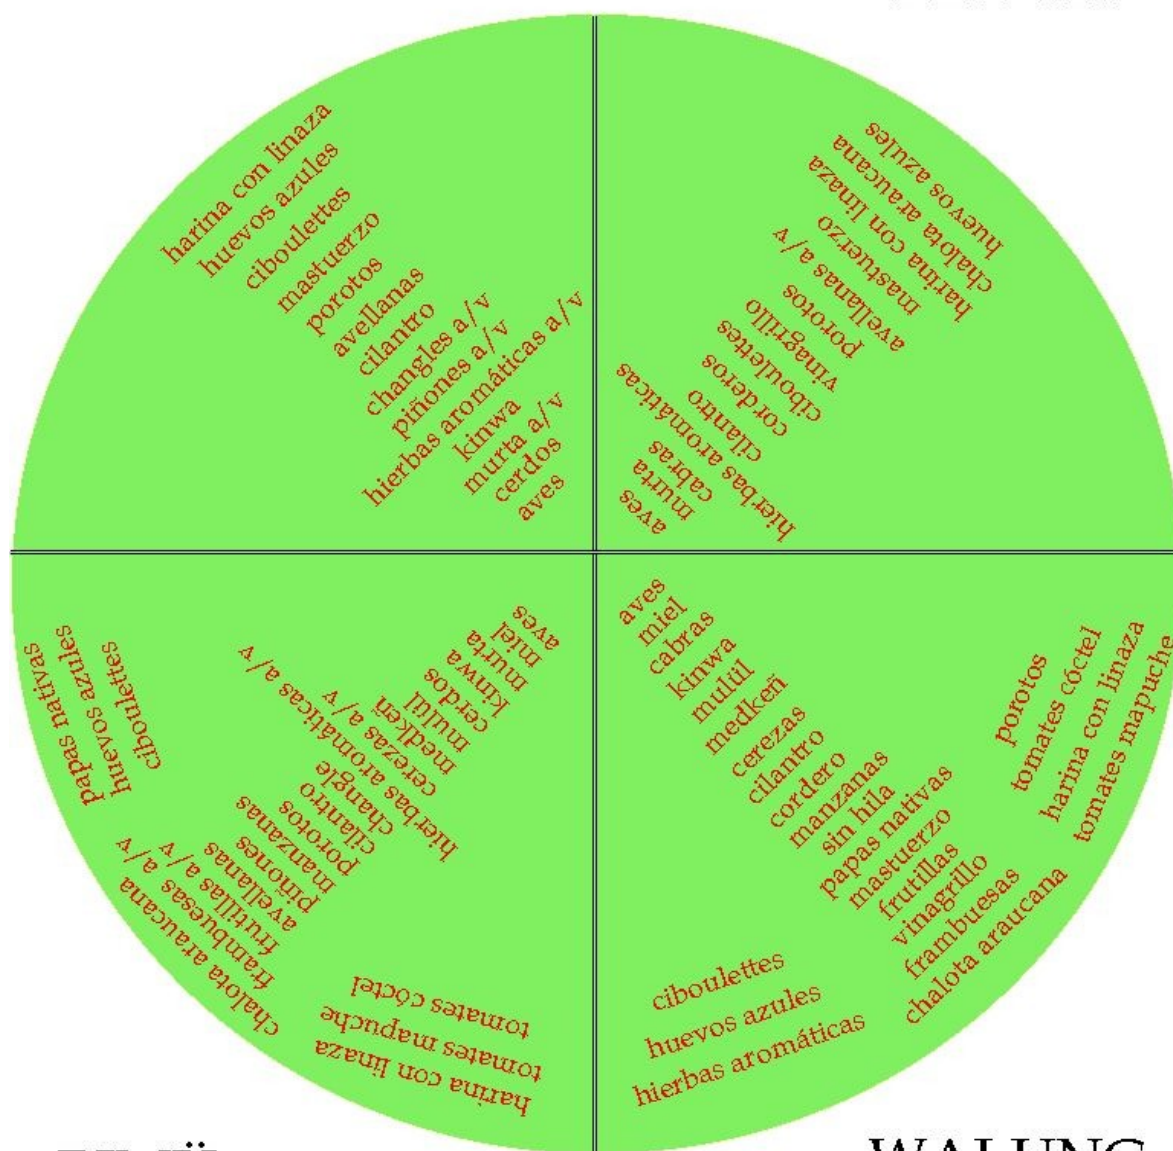 harina con linaza
huevos azules
ciboulettes
mastuerzo
porotos
avellanas
cilantro
changles a/v
piñones a/v
hierbas aromáticas a/v
kinwa
murta a/v
cerdos
aves
huevos azules
chalota araucana
harina con linaza
mastuerzo
avellanas a/v
porotos
vinagrillo
ciboulettes
corderos
cilantro
hierbas aromáticas
cabras
murta
aves
aves
miel
murta
kinwa
cerdos
mulül
medkeñ
cerezas a/v
hierbas aromáticas a/v
changle
cilantro
porotos
manzanas
piñones
avellanas
frutillas a/v
frambuesas a/v
chalota araucana a/v
ciboulettes
huevos azules
papas nativas
tomates cóctel
tomates mapuche
harina con linaza
aves
miel
cabras
kinwa
mulül
medkeñ
cerezas
cilantro
cordero
manzanas
sin hila
papas nativas
mastuerzo
frutillas
vinagrillo
frambuesas
chalota araucana
porotos
tomates cóctel
harina con linaza
tomates mapuche
ciboulettes
huevos azules
hierbas aromáticas
WALUNG